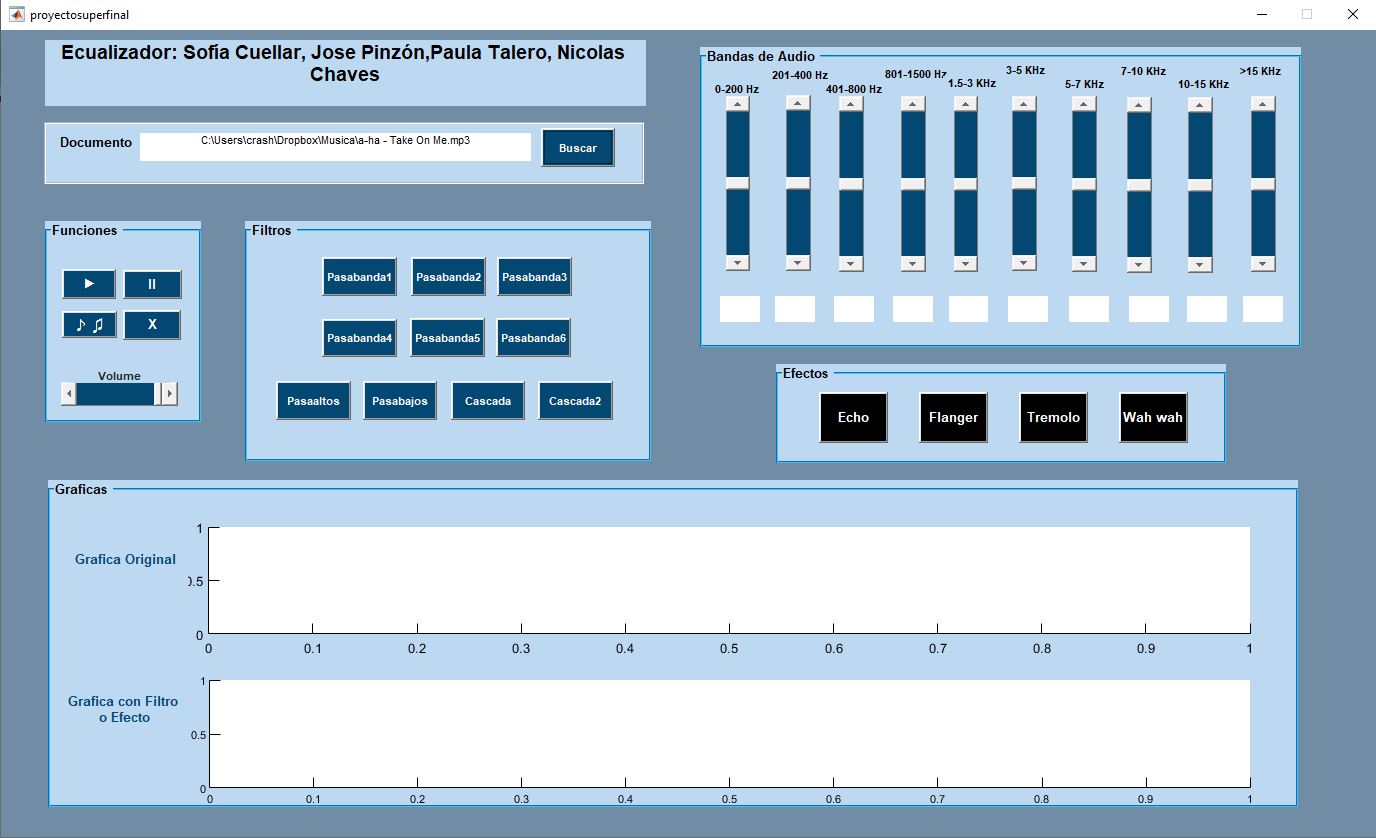 proyectosuperfinal
Ecualizador: Sofía Cuellar, Jose Pinzón,Paula Talero, Nicolas
Chaves
Documento
C:\Users\crash\Dropbox\Musica\a-ha - Take On Me.mp3
Buscar
Bandas de Audio
0-200 Hz
201-400 Hz
401-800 Hz
801-1500 Hz
1.5-3 KHz
3-5 KHz
5-7 KHz
7-10 KHz
10-15 KHz
>15 KHz
Funciones
X
Volume
Filtros
Pasabanda1
Pasabanda2
Pasabanda3
Pasabanda4
Pasabanda5
Pasabanda6
Pasaaltos
Pasabajos
Cascada
Cascada2
Efectos
Echo
Flanger
Tremolo
Wah wah
Graficas
Grafica Original
1
0.5
0
0 0.1 0.2 0.3 0.4 0.5 0.6 0.7 0.8 0.9 1
Grafica con Filtro
o Efecto
1
0.5
0
0 0.1 0.2 0.3 0.4 0.5 0.6 0.7 0.8 0.9 1